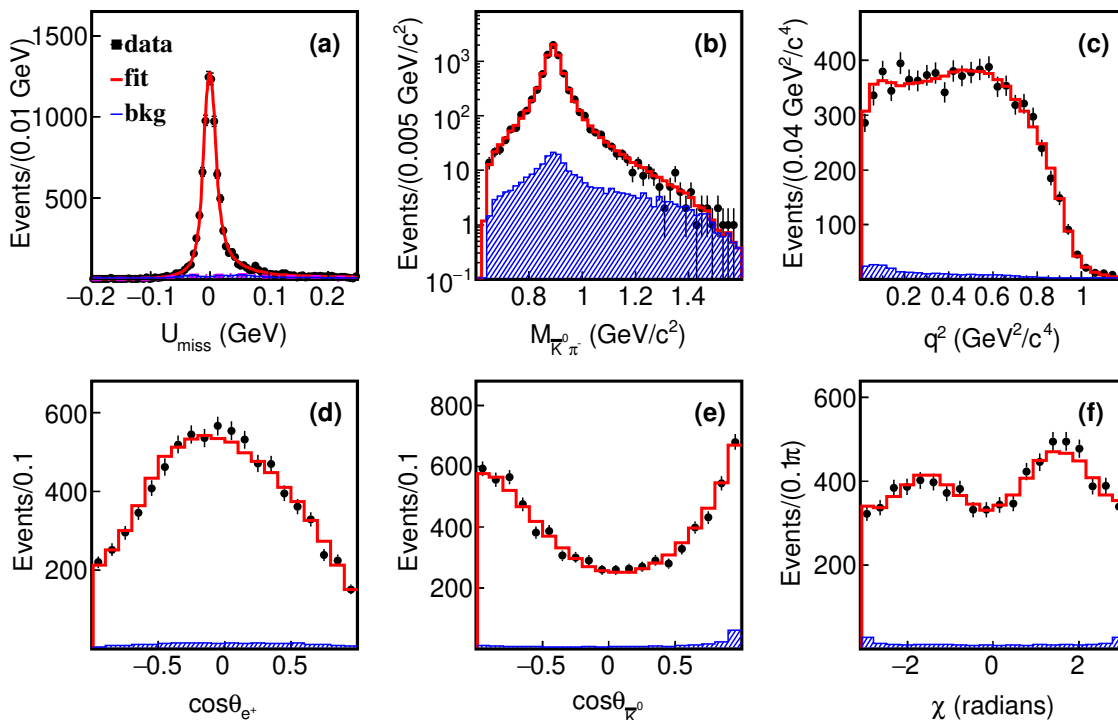 (a)
data
fit
bkg
1500
1000
500
−0.2 −0.1 0 0.1 0.2
Events/(0.01 GeV)
U_miss (GeV)
(b)
10³
10²
10
1
10⁻¹
0.8 1 1.2 1.4
Events/(0.005 GeV/c²)
M_K̅⁰π⁻ (GeV/c²)
(c)
400
300
200
100
0.2 0.4 0.6 0.8 1
Events/(0.04 GeV²/c⁴)
q² (GeV²/c⁴)
(d)
600
400
200
−0.5 0 0.5
Events/0.1
cosθ_e⁺
(e)
800
600
400
200
−0.5 0 0.5
Events/0.1
cosθ_K̅⁰
(f)
600
400
200
−2 0 2
Events/(0.1π)
χ (radians)